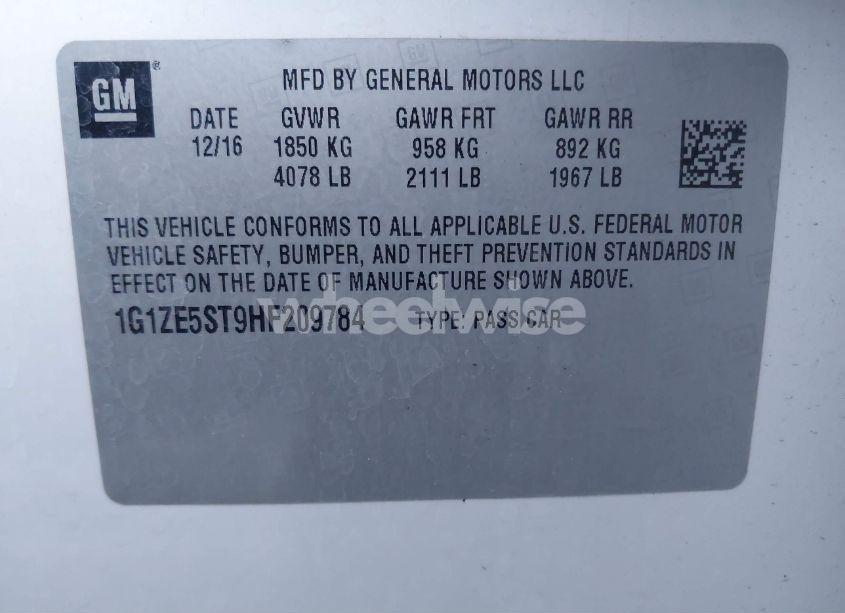 GM ®
MFD BY GENERAL MOTORS LLC
DATE GVWR GAWR FRT GAWR RR
12/16 1850 KG 958 KG 892 KG
4078 LB 2111 LB 1967 LB
THIS VEHICLE CONFORMS TO ALL APPLICABLE U.S. FEDERAL MOTOR
VEHICLE SAFETY, BUMPER, AND THEFT PREVENTION STANDARDS IN
EFFECT ON THE DATE OF MANUFACTURE SHOWN ABOVE.
1G1ZE5ST9HF209784 TYPE: PASS CAR
wheelwise